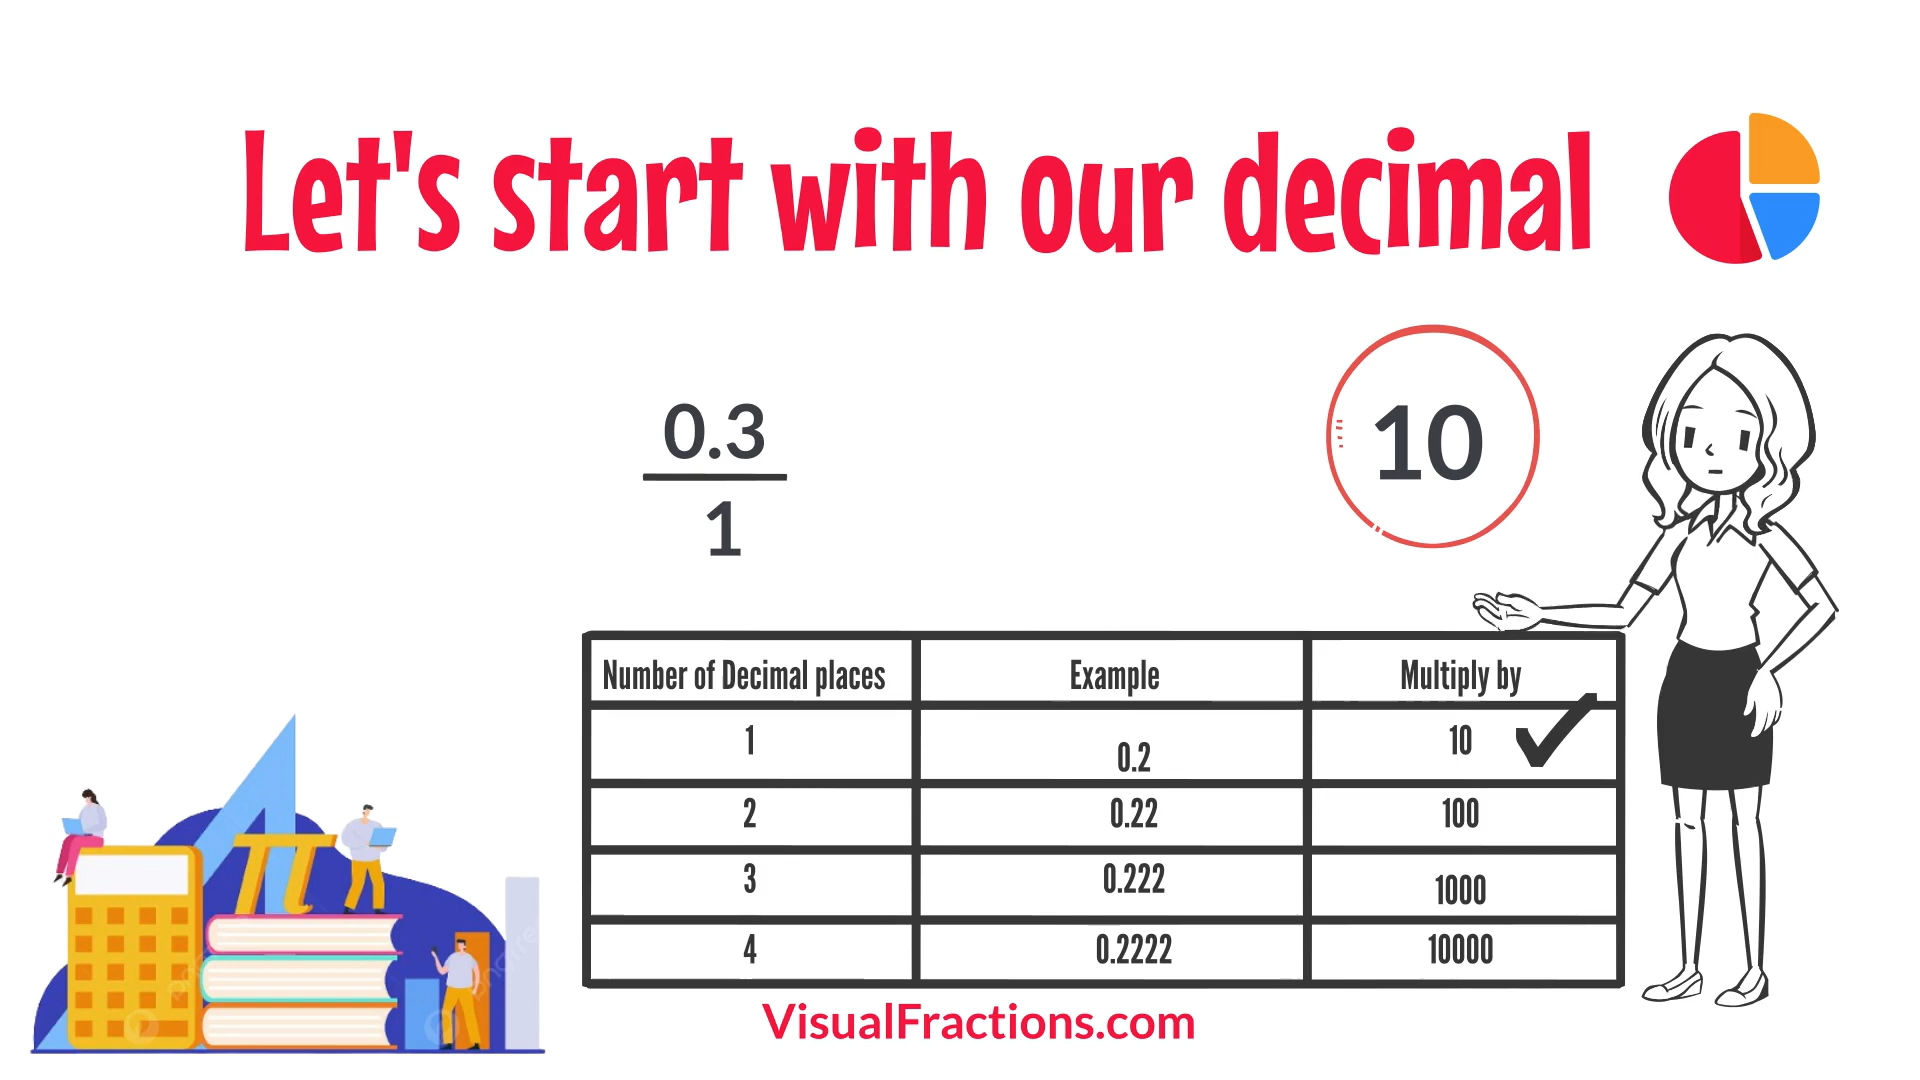 Let's start with our decimal
0.3
1
10
Number of Decimal places Example Multiply by
1 0.2 10
2 0.22 100
3 0.222 1000
4 0.2222 10000
π
VisualFractions.com